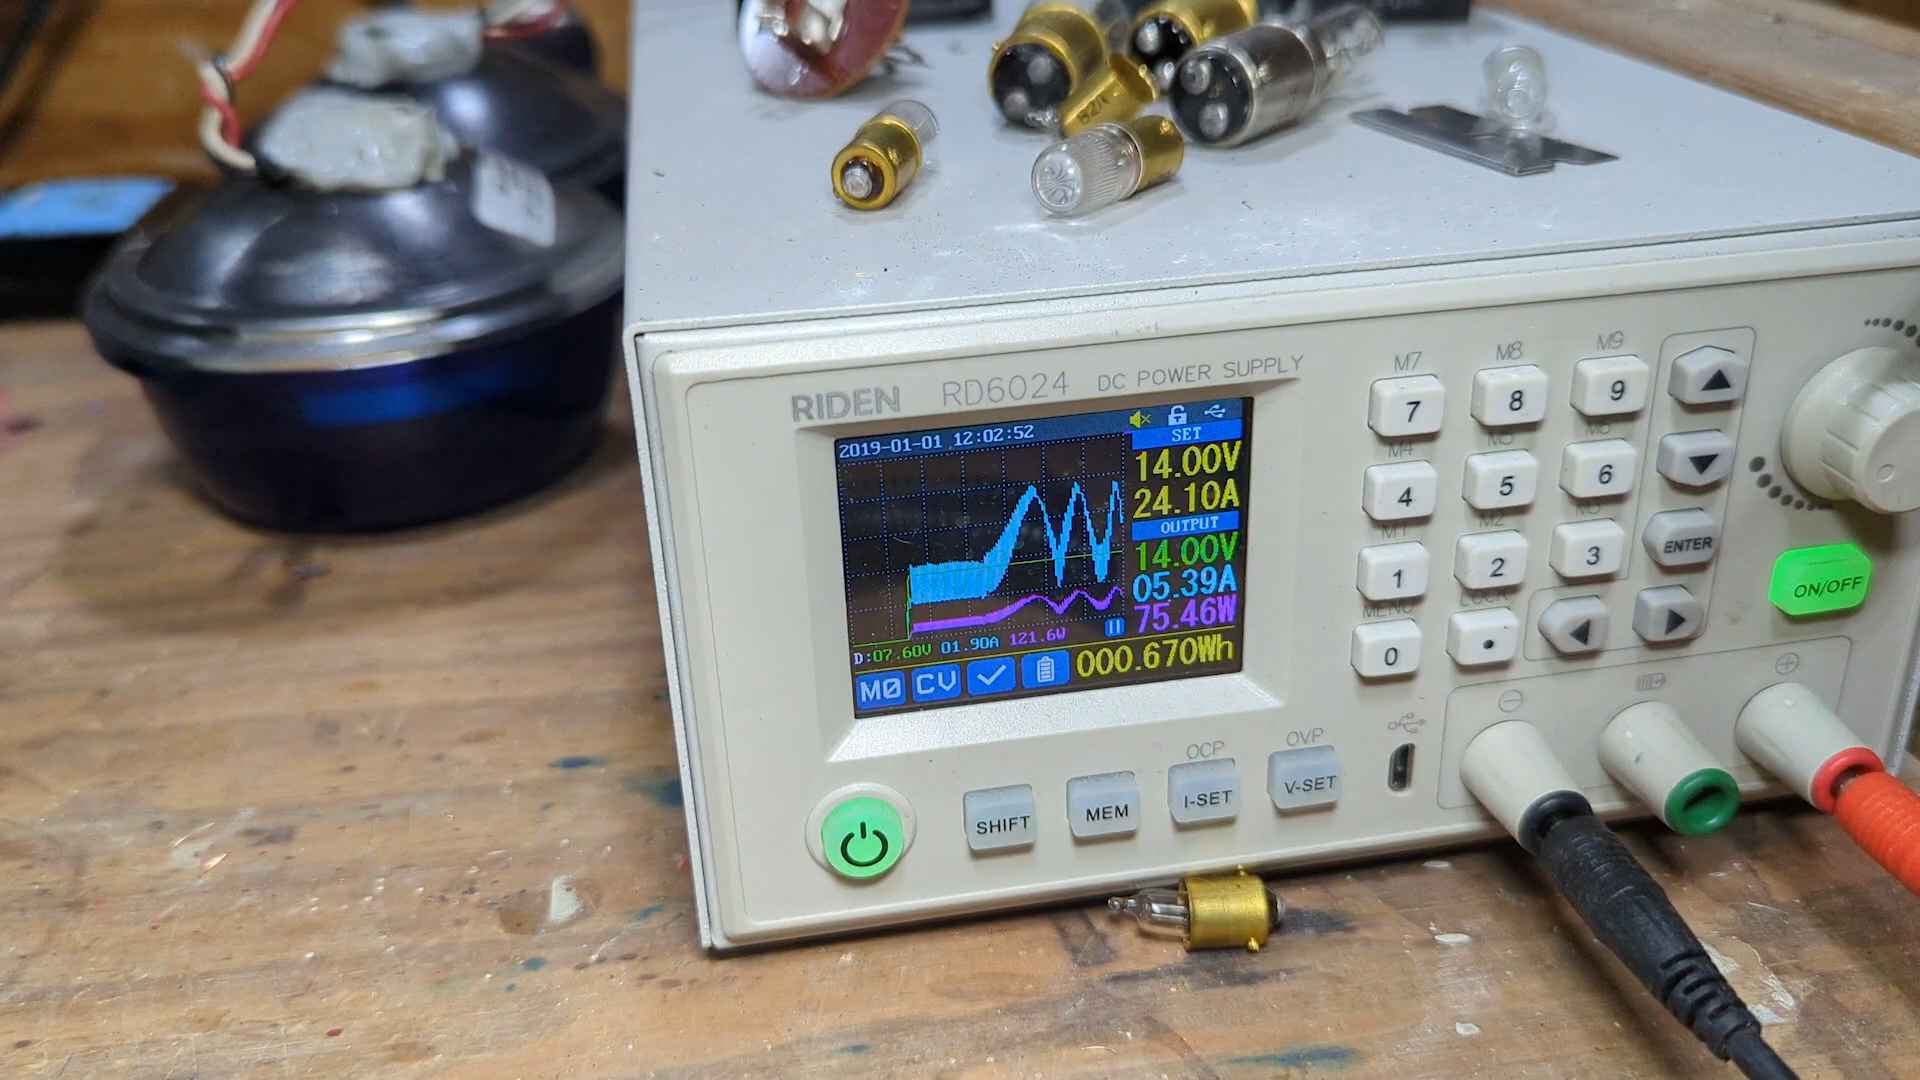 82A
RIDEN RD6024 DC POWER SUPPLY
2019-01-01 12:02:52
SET
14.00V
24.10A
OUTPUT
14.00V
05.39A
75.46W
D:07.60V 01.90A 121.6W
M0 CV 000.670Wh
M7 M8 M9
7 8 9
M4 M5 M6
4 5 6
ENTER
M1 M2 M3
1 2 3
ON/OFF
MENU LOCK
0 .
OCP OVP
SHIFT MEM I-SET V-SET